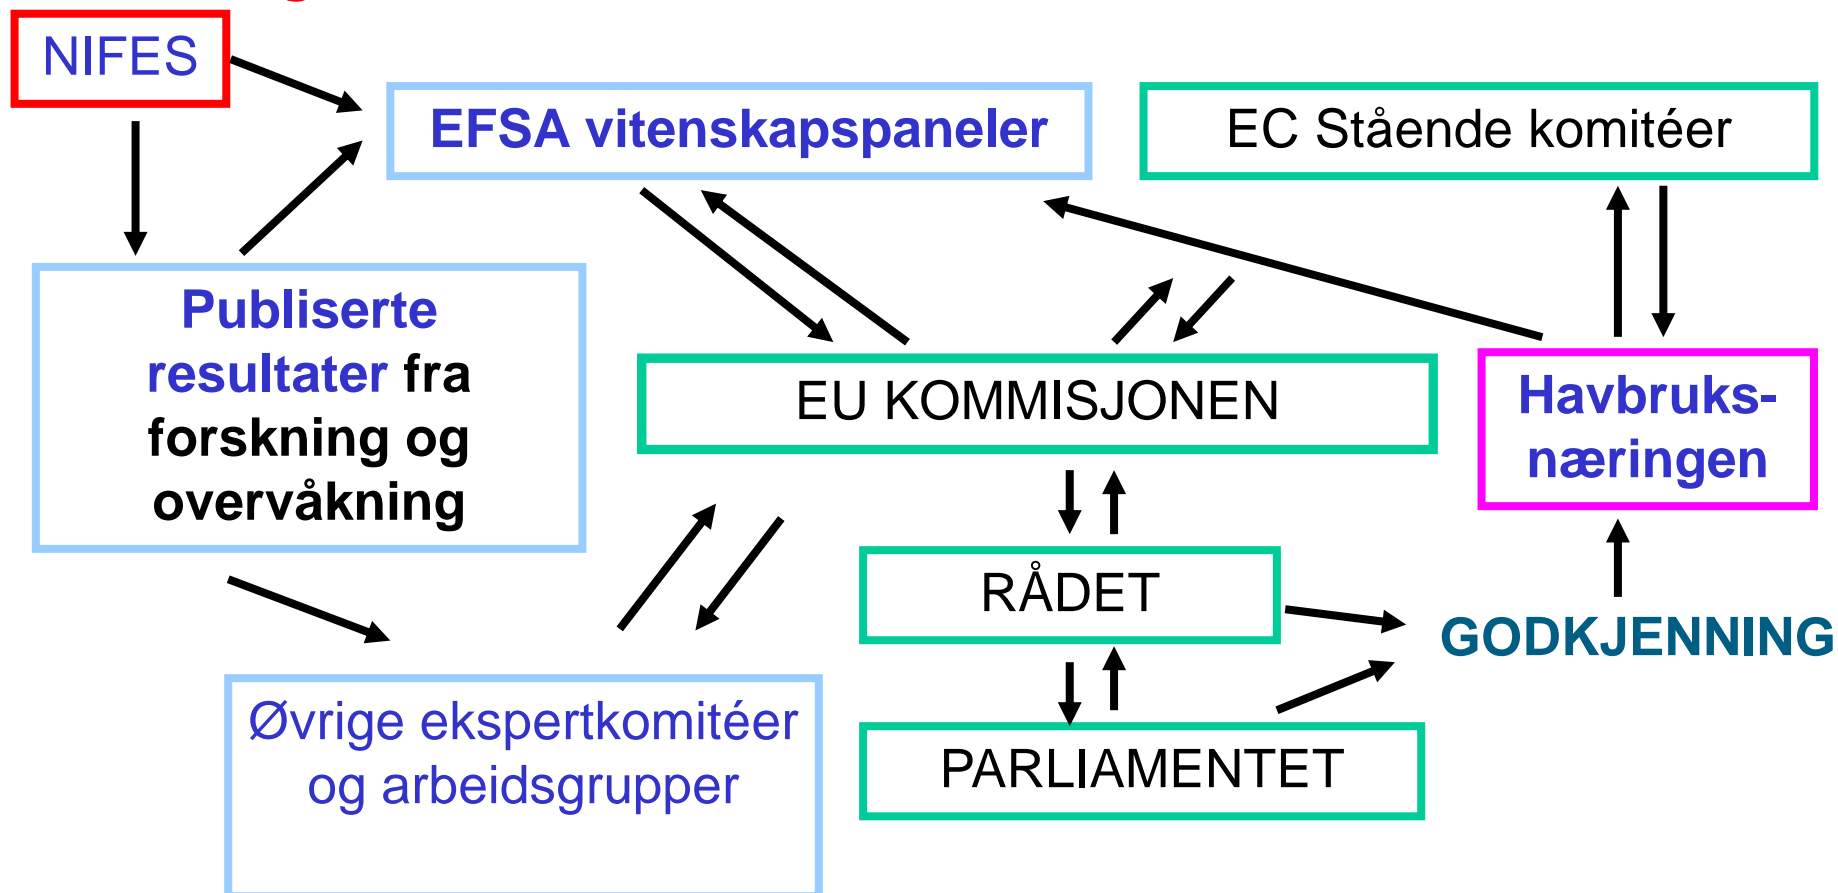 NIFES
EFSA vitenskapspaneler
EC Stående komitéer
Publiserte
resultater fra
forskning og
overvåkning
EU KOMMISJONEN
Havbruks-
næringen
RÅDET
GODKJENNING
Øvrige ekspertkomitéer
og arbeidsgrupper
PARLIAMENTET